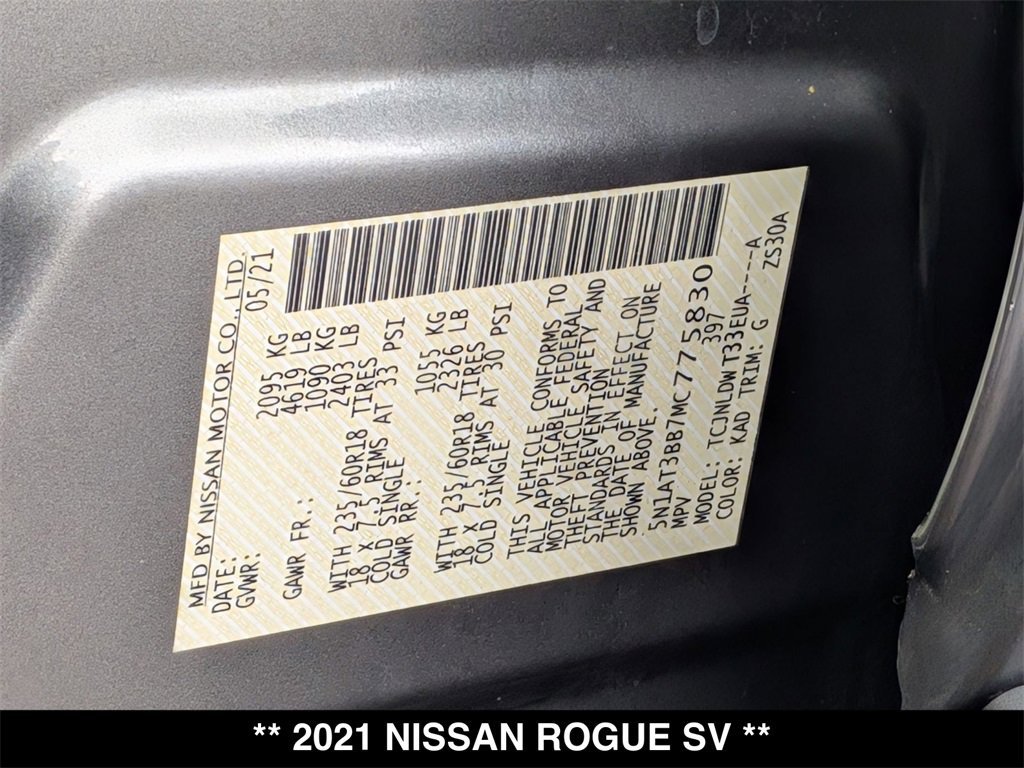 MFD BY NISSAN MOTOR CO., LTD.
DATE: 05/21
GVWR: 2095 KG
4619 LB
GAWR FR.: 1090 KG
2403 LB
WITH 235/60R18 TIRES
18 X 7.5 RIMS AT 33 PSI
COLD SINGLE
GAWR RR.: 1055 KG
2326 LB
WITH 235/60R18 TIRES
18 X 7.5 RIMS AT 30 PSI
COLD SINGLE
THIS VEHICLE CONFORMS TO
ALL APPLICABLE FEDERAL
MOTOR VEHICLE SAFETY AND
THEFT PREVENTION
STANDARDS IN EFFECT ON
THE DATE OF MANUFACTURE
SHOWN ABOVE.
5N1AT3BB7MC775830
MPV 397
MODEL: TCJNLDWT33EUA----A
COLOR: KAD TRIM: G ZS30A
** 2021 NISSAN ROGUE SV **